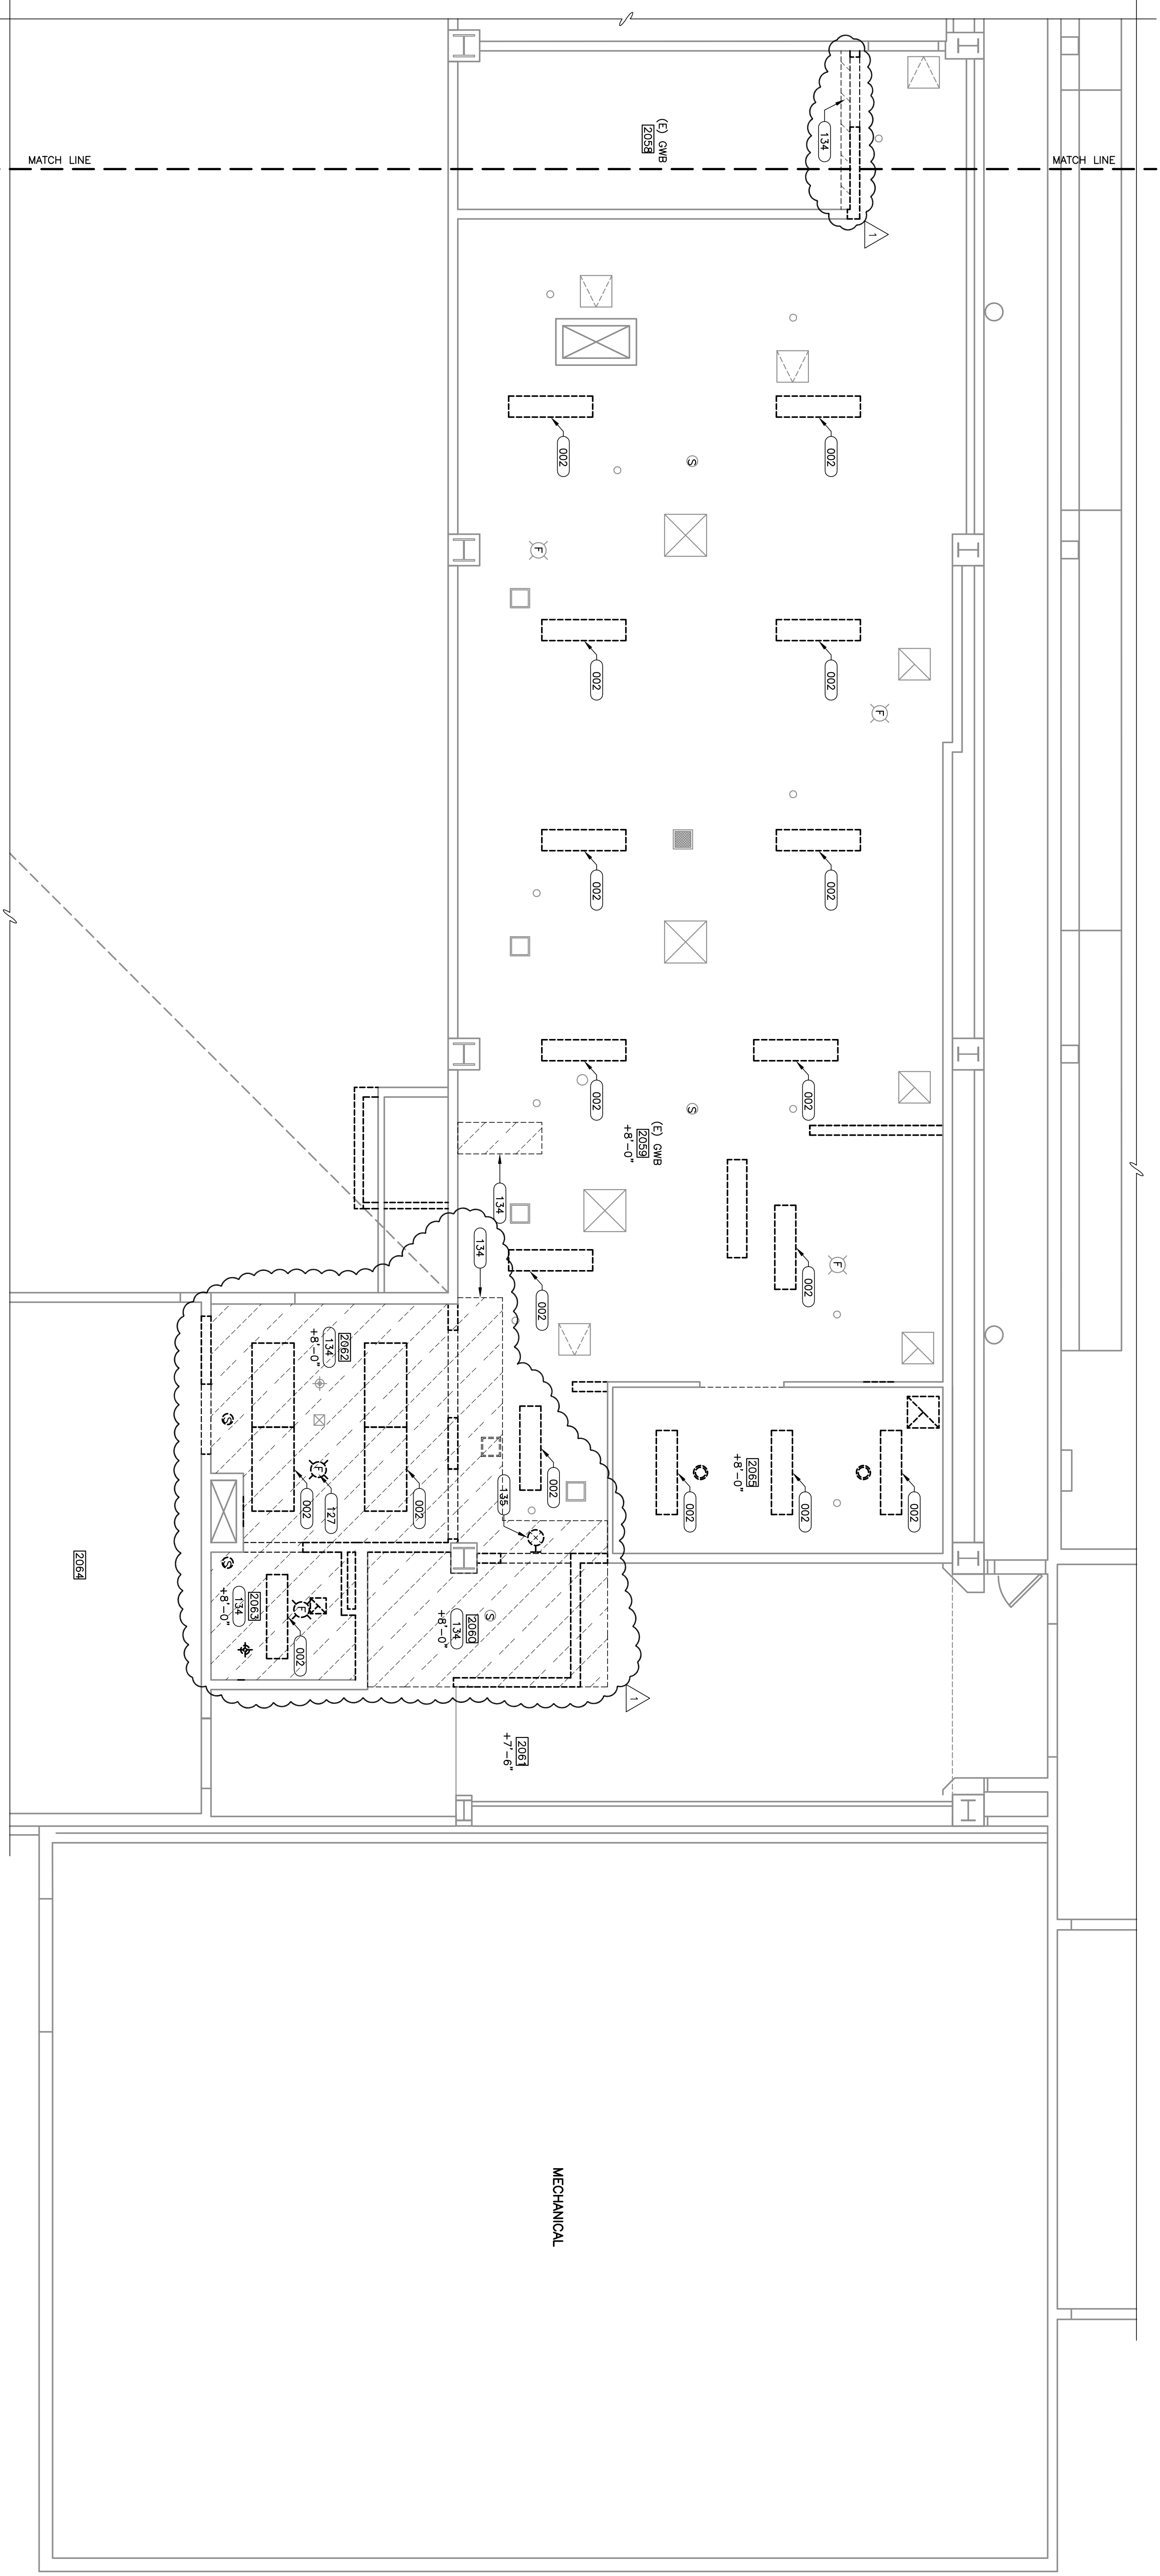 MATCH LINE
MATCH LINE
134
(E) GWB
2058
1
002
002
S
F
002
002
F
002
002
002
002
S
(E) GWB
2059
+8'-0"
134
134
002
F
002
2062
134
+8'-0"
S
F
002
127
002
002
135
2065
+8'-0"
002
002
002
S
2063
134
+8'-0"
F
002
S
2060
134
+8'-0"
1
2064
2061
+7'-6"
MECHANICAL